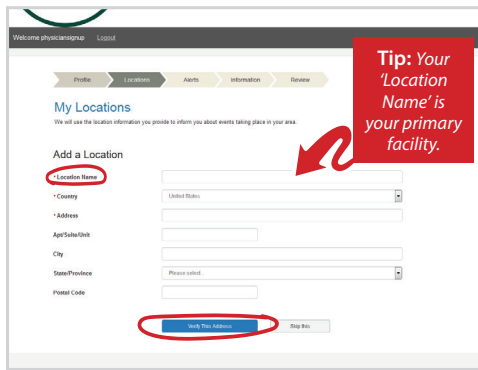 Welcome physiciansignup Logout
Profile Locations Alerts Information Review
My Locations
We will use the location information you provide to inform you about events taking place in your area.
Tip: Your
'Location
Name' is
your primary
facility.
Add a Location
* Location Name
* Country United States
* Address
Apt/Suite/Unit
City
State/Province Please select...
Postal Code
Verify This Address Skip this